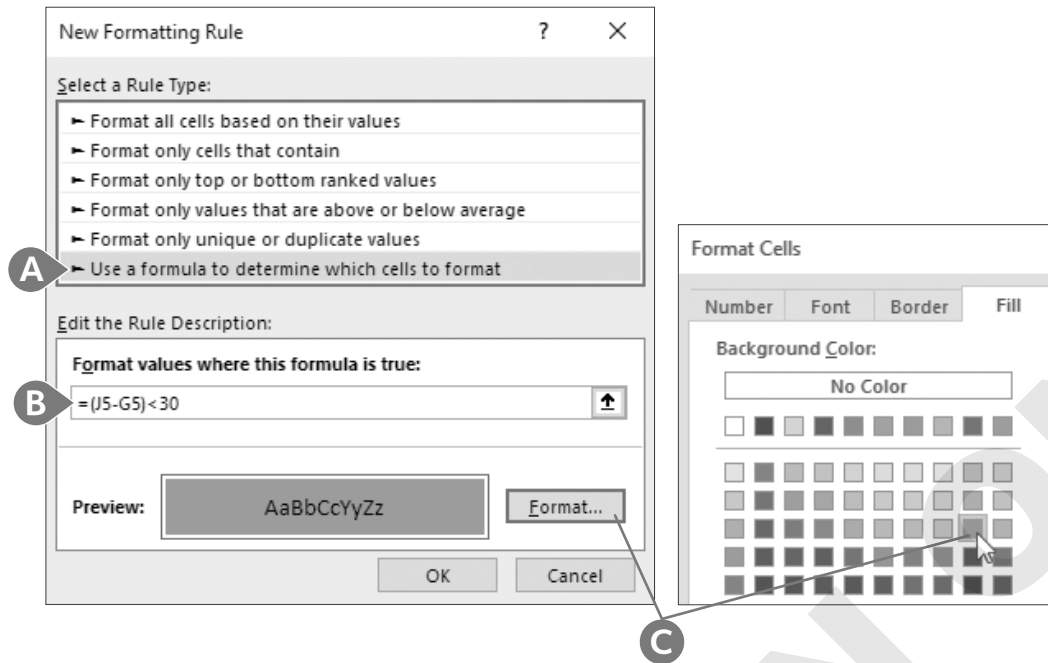 New Formatting Rule ? ×
Select a Rule Type:
► Format all cells based on their values
► Format only cells that contain
► Format only top or bottom ranked values
► Format only values that are above or below average
► Format only unique or duplicate values
A
► Use a formula to determine which cells to format
Edit the Rule Description:
Format values where this formula is true:
B
=(J5-G5)<30
Preview:
AaBbCcYyZz
Format...
OK
Cancel
Format Cells
Number
Font
Border
Fill
Background Color:
No Color
C